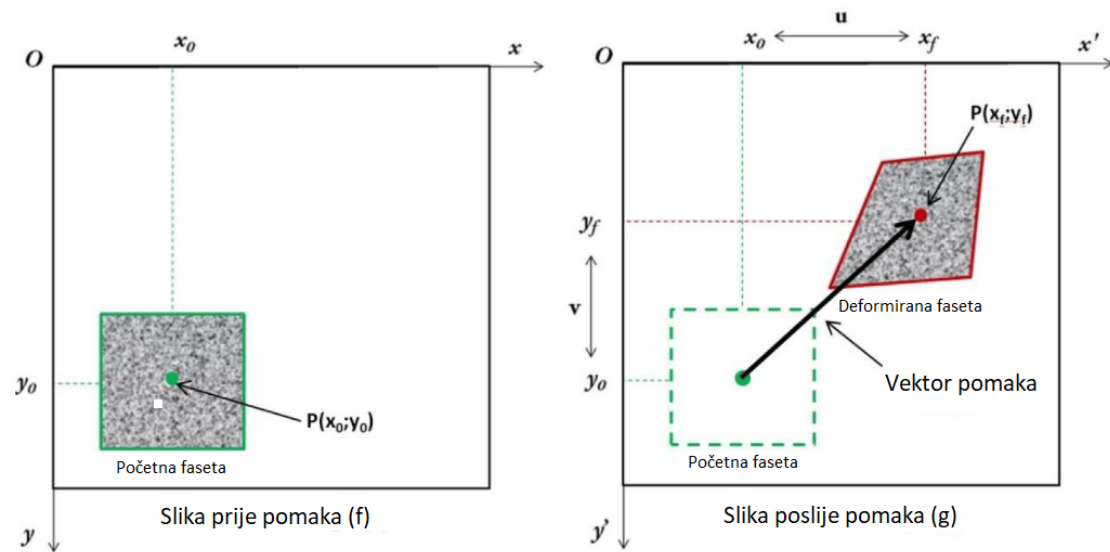 x₀
x
O
y₀
P(x₀;y₀)
Početna faseta
Slika prije pomaka (f)
y
u
x₀
x_f
x'
O
P(x_f;y_f)
y_f
v
Deformirana faseta
y₀
Vektor pomaka
Početna faseta
Slika poslije pomaka (g)
y'